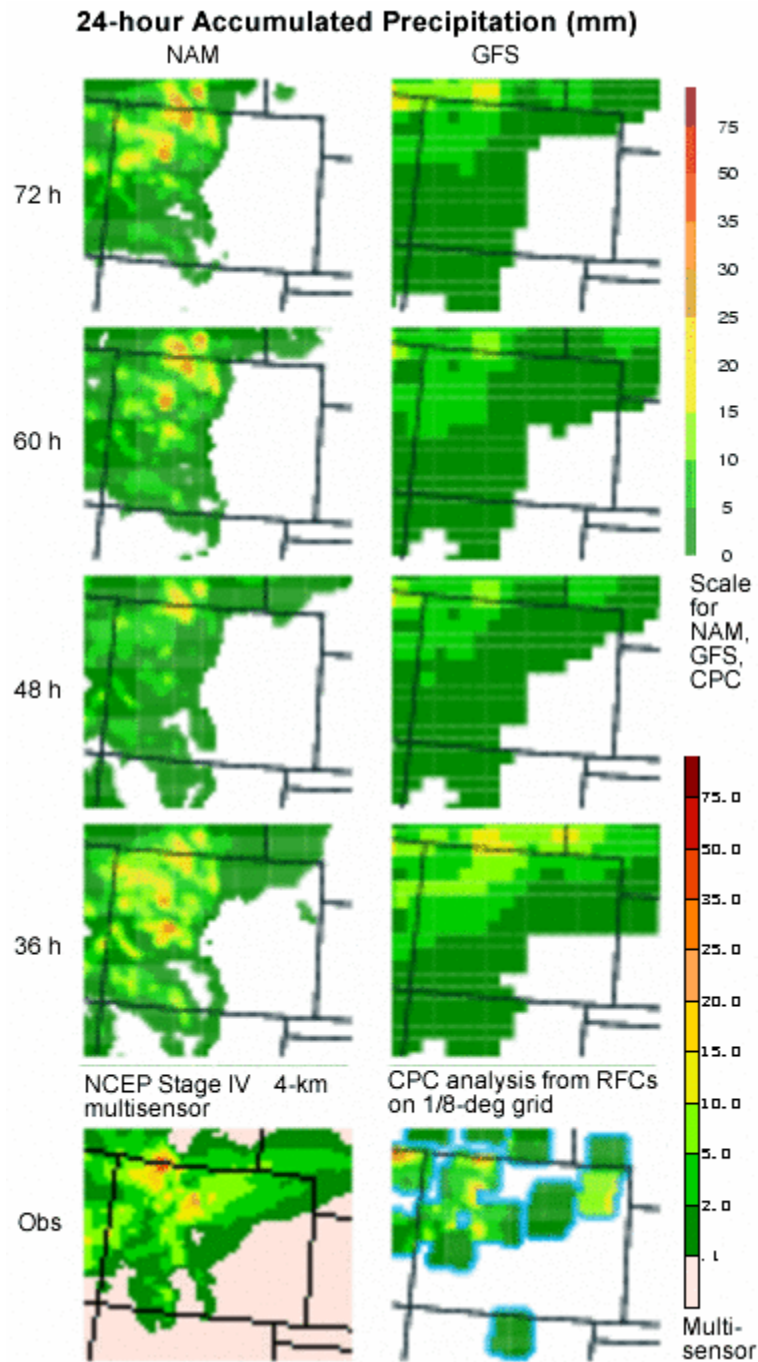 24-hour Accumulated Precipitation (mm)
NAM
GFS
72 h
60 h
48 h
36 h
75
50
35
30
25
20
15
10
5
0
Scale
for
NAM,
GFS,
CPC
NCEP Stage IV 4-km
multisensor
CPC analysis from RFCs
on 1/8-deg grid
Obs
75.0
50.0
35.0
25.0
20.0
15.0
10.0
5.0
2.0
.1
Multi-
sensor